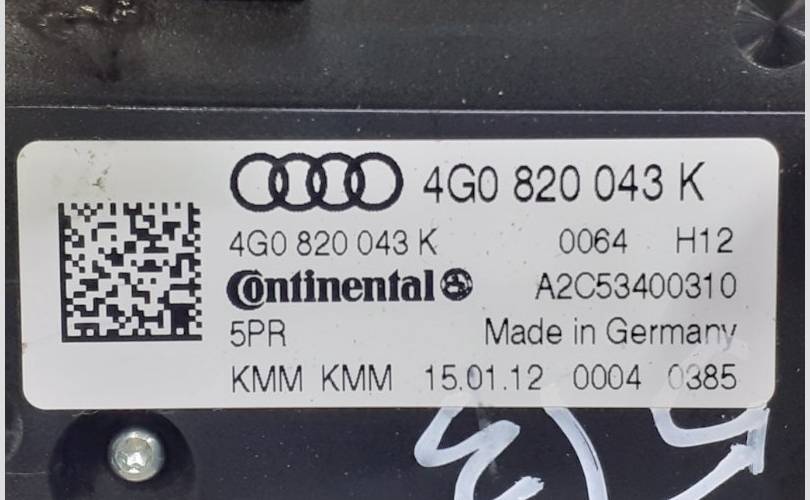 4G0 820 043 K
4G0 820 043 K 0064 H12
Continental A2C53400310
5PR Made in Germany
KMM KMM 15.01.12 0004 0385